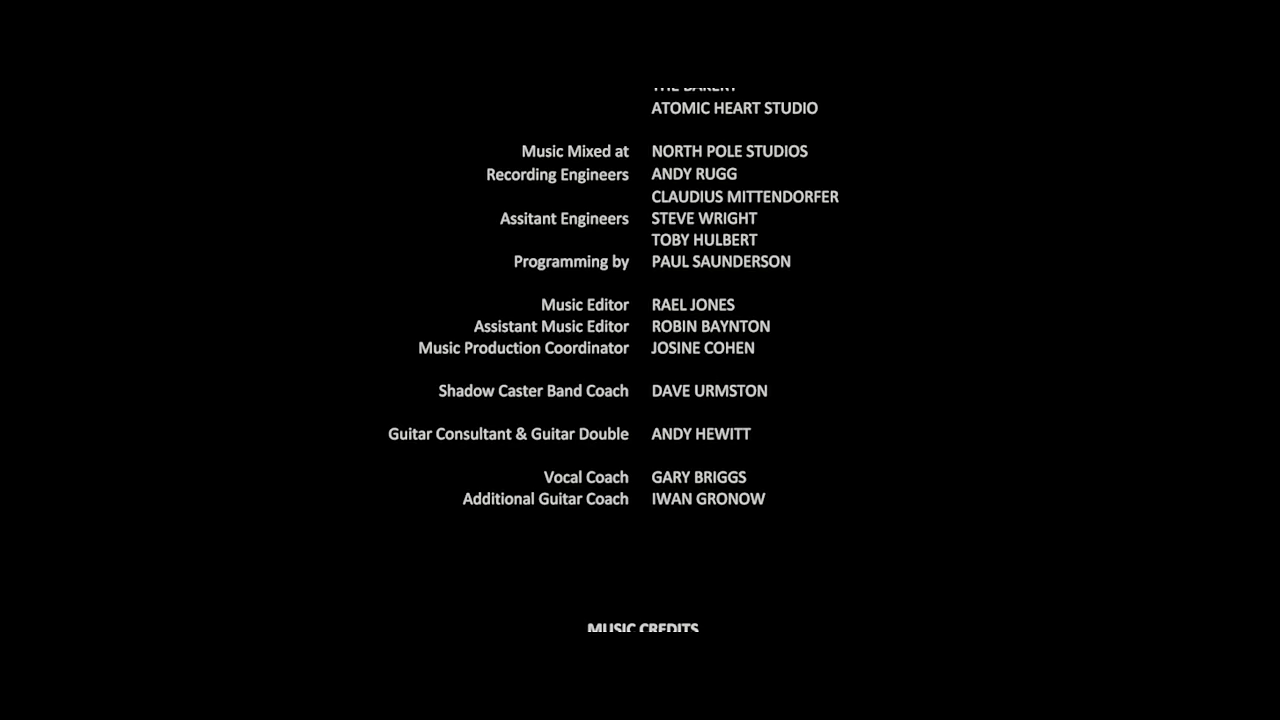 THE BAKERY
ATOMIC HEART STUDIO
Music Mixed at NORTH POLE STUDIOS
Recording Engineers ANDY RUGG
CLAUDIUS MITTENDORFER
Assitant Engineers STEVE WRIGHT
TOBY HULBERT
Programming by PAUL SAUNDERSON
Music Editor RAEL JONES
Assistant Music Editor ROBIN BAYNTON
Music Production Coordinator JOSINE COHEN
Shadow Caster Band Coach DAVE URMSTON
Guitar Consultant & Guitar Double ANDY HEWITT
Vocal Coach GARY BRIGGS
Additional Guitar Coach IWAN GRONOW
MUSIC CREDITS